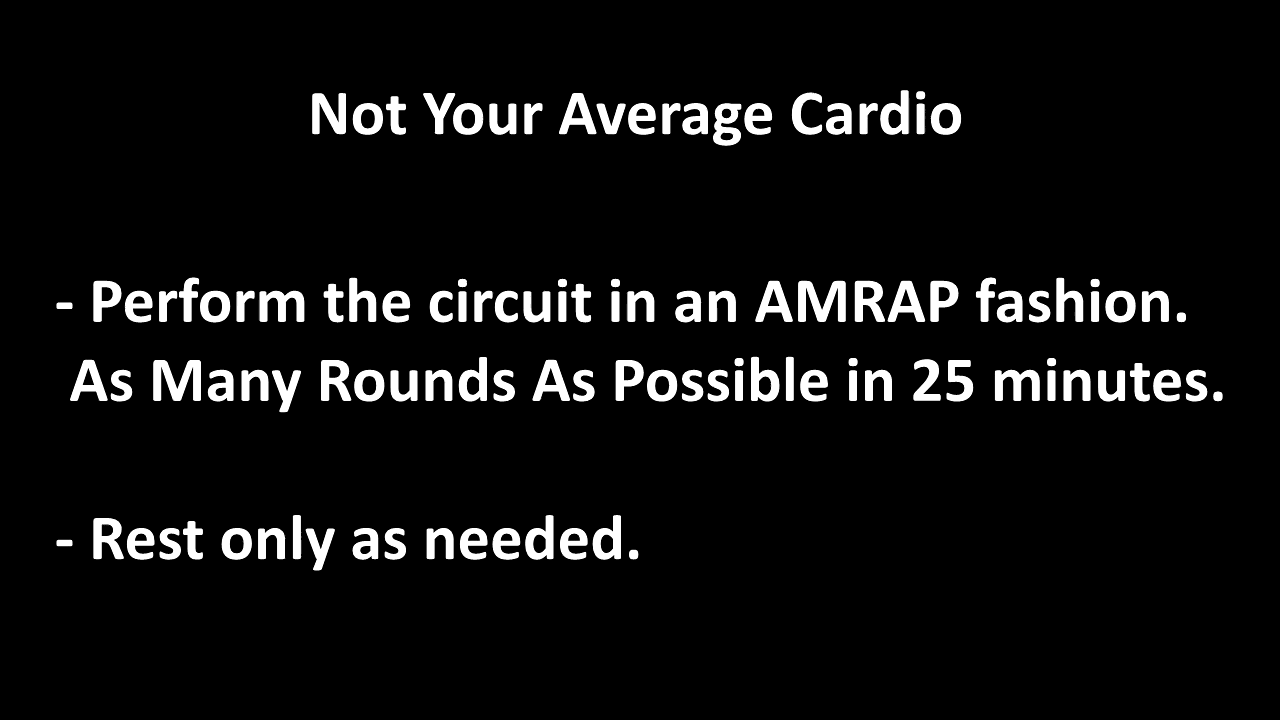 Not Your Average Cardio
- Perform the circuit in an AMRAP fashion.
As Many Rounds As Possible in 25 minutes.
- Rest only as needed.